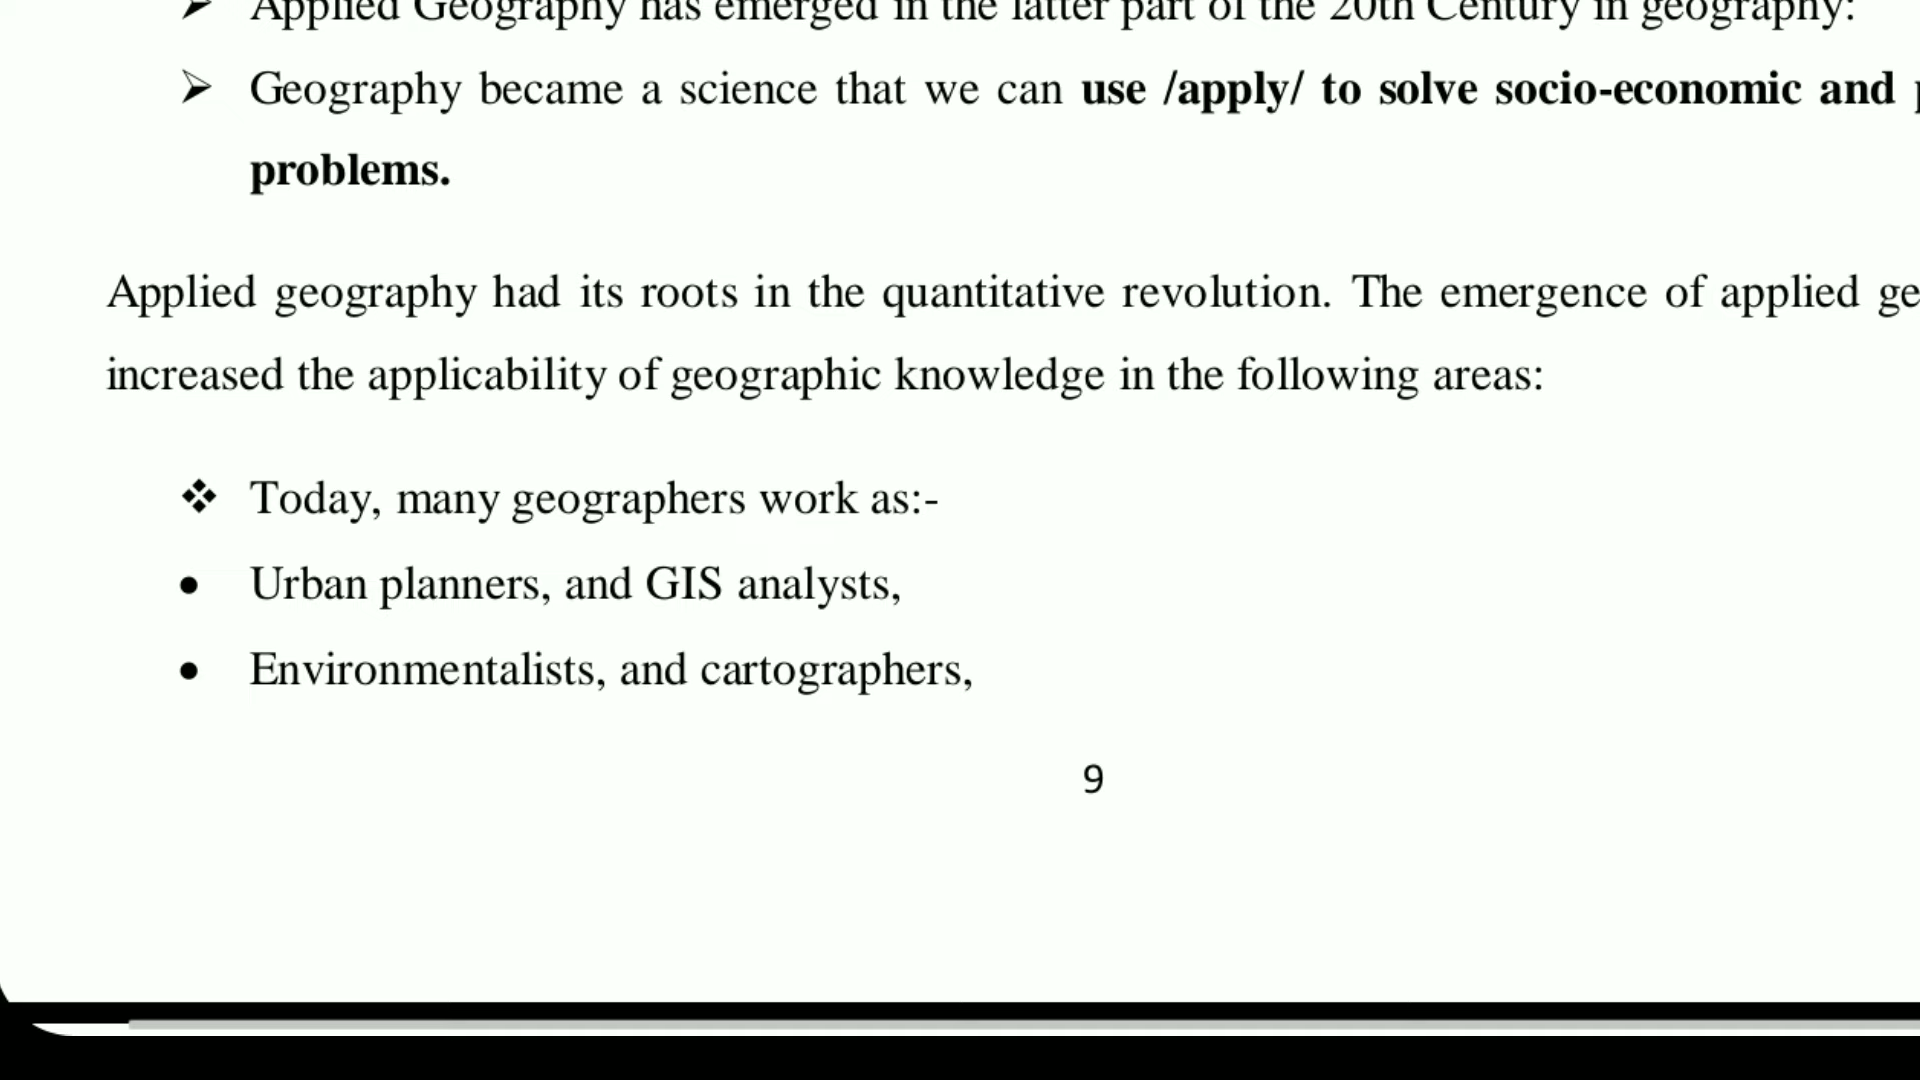 ➢ Applied Geography has emerged in the latter part of the 20th Century in geography:
➢ Geography became a science that we can use /apply/ to solve socio-economic and
problems.
Applied geography had its roots in the quantitative revolution. The emergence of applied
increased the applicability of geographic knowledge in the following areas:
❖ Today, many geographers work as:-
• Urban planners, and GIS analysts,
• Environmentalists, and cartographers,
9